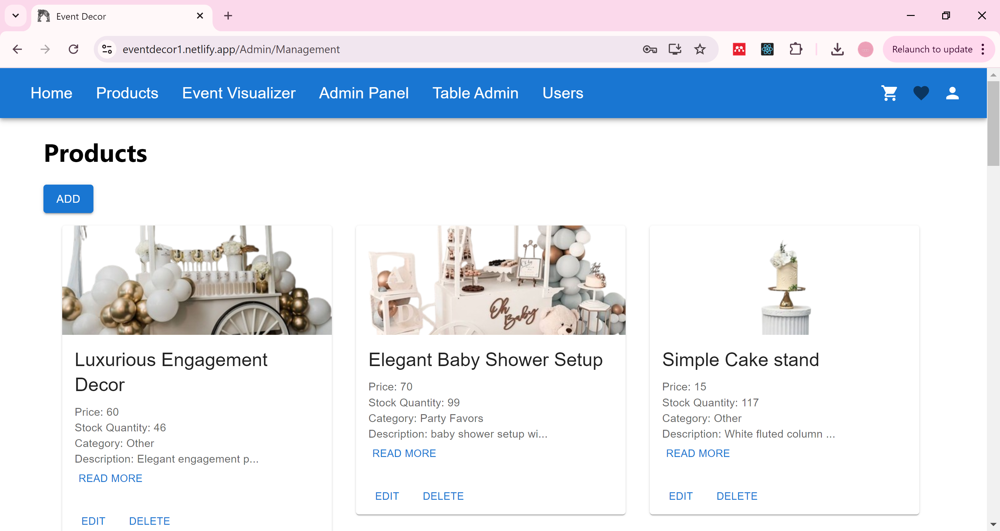 Event Decor
eventdecor1.netlify.app/Admin/Management
Relaunch to update
Home Products Event Visualizer Admin Panel Table Admin Users
Products
ADD
Oh
Baby
A
D
Luxurious Engagement
Decor
Price: 60
Stock Quantity: 46
Category: Other
Description: Elegant engagement p...
READ MORE
EDIT DELETE
Elegant Baby Shower Setup
Price: 70
Stock Quantity: 99
Category: Party Favors
Description: baby shower setup wi...
READ MORE
EDIT DELETE
Simple Cake stand
Price: 15
Stock Quantity: 117
Category: Other
Description: White fluted column ...
READ MORE
EDIT DELETE